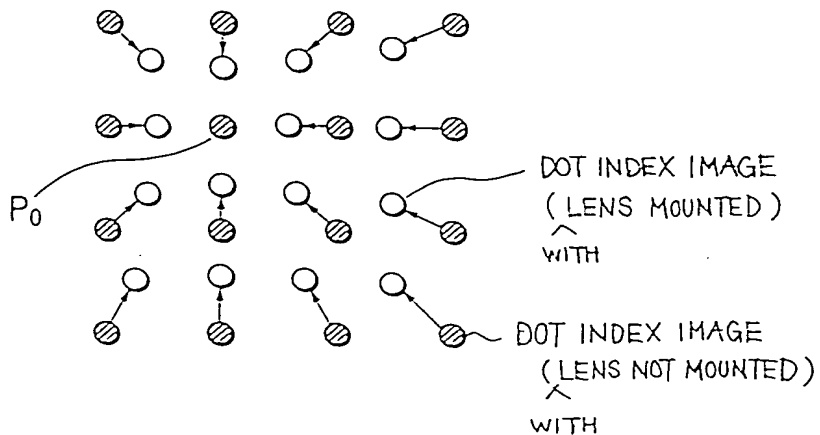 P0
DOT INDEX IMAGE
(LENS MOUNTED)
WITH
DOT INDEX IMAGE
(LENS NOT MOUNTED)
WITH